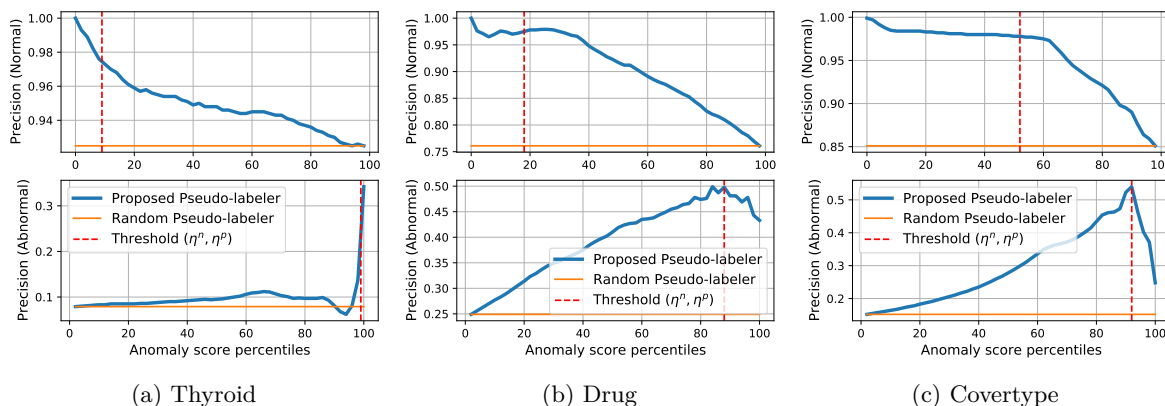 Precision (Normal)
1.00
0.98
0.96
0.94
0 20 40 60 80 100
Precision (Normal)
1.00
0.95
0.90
0.85
0.80
0.75
0 20 40 60 80 100
Precision (Normal)
1.00
0.95
0.90
0.85
0 20 40 60 80 100
Precision (Abnormal)
0.3
0.2
0.1
Proposed Pseudo-labeler
Random Pseudo-labeler
Threshold (ηⁿ, ηᵖ)
0 20 40 60 80 100
Anomaly score percentiles
Precision (Abnormal)
0.50
0.45
0.40
0.35
0.30
0.25
Proposed Pseudo-labeler
Random Pseudo-labeler
Threshold (ηⁿ, ηᵖ)
0 20 40 60 80 100
Anomaly score percentiles
Precision (Abnormal)
0.5
0.4
0.3
0.2
Proposed Pseudo-labeler
Random Pseudo-labeler
Threshold (ηⁿ, ηᵖ)
0 20 40 60 80 100
Anomaly score percentiles
(a) Thyroid
(b) Drug
(c) Covertype